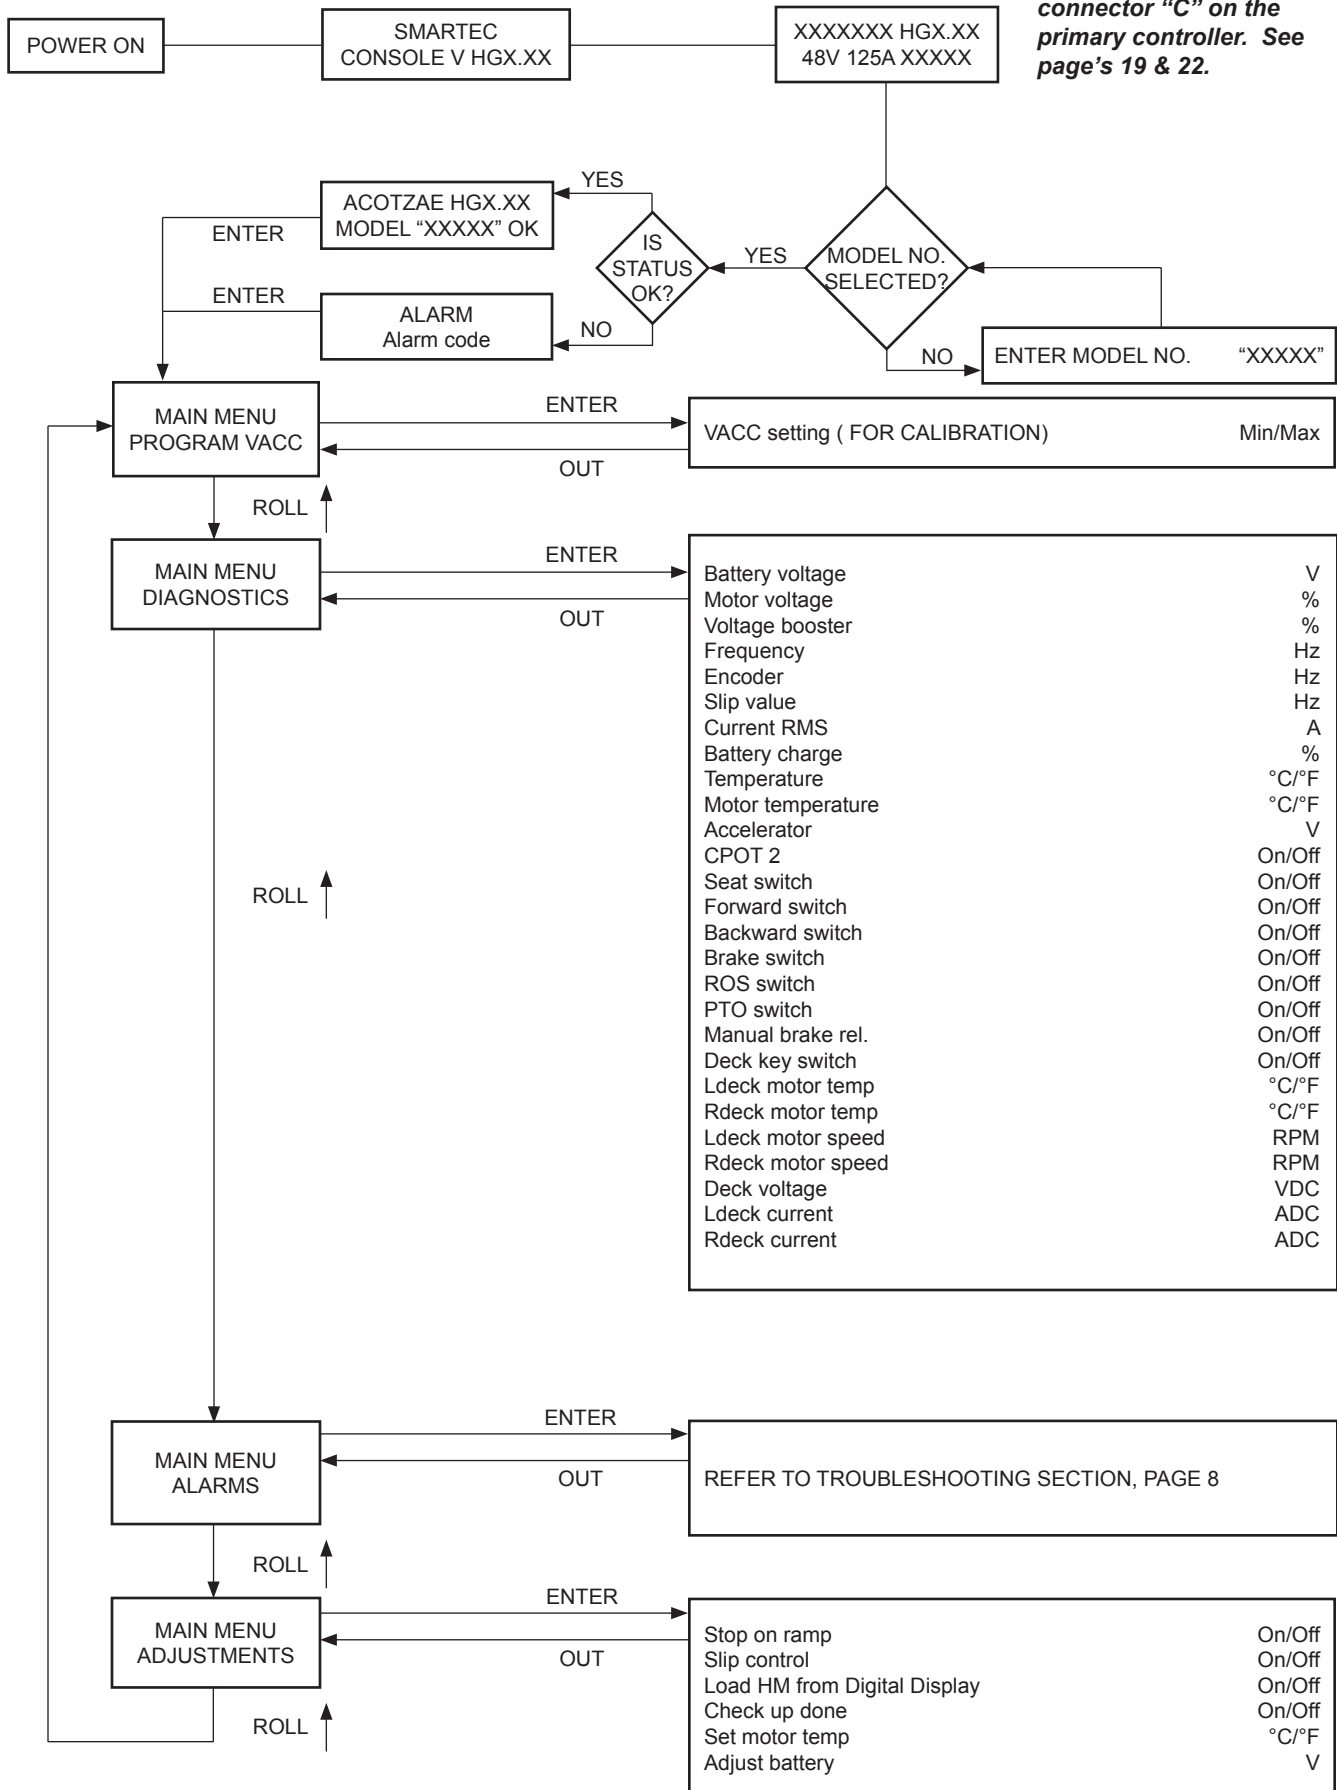 connector “C” on the
primary controller. See
page's 19 & 22.
POWER ON
SMARTEC
CONSOLE V HGX.XX
XXXXXXX HGX.XX
48V 125A XXXXX
YES
ACOTZAE HGX.XX
MODEL “XXXXX” OK
ENTER
IS
STATUS
OK?
YES
MODEL NO.
SELECTED?
ENTER
ALARM
Alarm code
NO
NO
ENTER MODEL NO. “XXXXX”
MAIN MENU
PROGRAM VACC
ENTER
OUT
VACC setting ( FOR CALIBRATION) Min/Max
ROLL
MAIN MENU
DIAGNOSTICS
ENTER
OUT
Battery voltage V
Motor voltage %
Voltage booster %
Frequency Hz
Encoder Hz
Slip value Hz
Current RMS A
Battery charge %
Temperature °C/°F
Motor temperature °C/°F
Accelerator V
CPOT 2 On/Off
Seat switch On/Off
Forward switch On/Off
Backward switch On/Off
Brake switch On/Off
ROS switch On/Off
PTO switch On/Off
Manual brake rel. On/Off
Deck key switch On/Off
Ldeck motor temp °C/°F
Rdeck motor temp °C/°F
Ldeck motor speed RPM
Rdeck motor speed RPM
Deck voltage VDC
Ldeck current ADC
Rdeck current ADC
ROLL
MAIN MENU
ALARMS
ENTER
OUT
REFER TO TROUBLESHOOTING SECTION, PAGE 8
ROLL
MAIN MENU
ADJUSTMENTS
ENTER
OUT
Stop on ramp On/Off
Slip control On/Off
Load HM from Digital Display On/Off
Check up done On/Off
Set motor temp °C/°F
Adjust battery V
ROLL